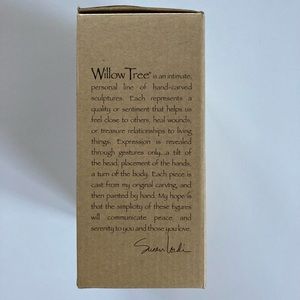 Willow Tree® is an intimate,
personal line of hand-carved
sculptures. Each represents a
quality or sentiment that helps us
feel close to others, heal wounds,
or treasure relationships to living
things. Expression is revealed
through gestures only... a tilt of
the head, placement of the hands,
a turn of the body. Each piece is
cast from my original carving, and
then painted by hand. My hope is
that the simplicity of these figures
will communicate peace and
serenity to you and those you love.
Susan Lordi